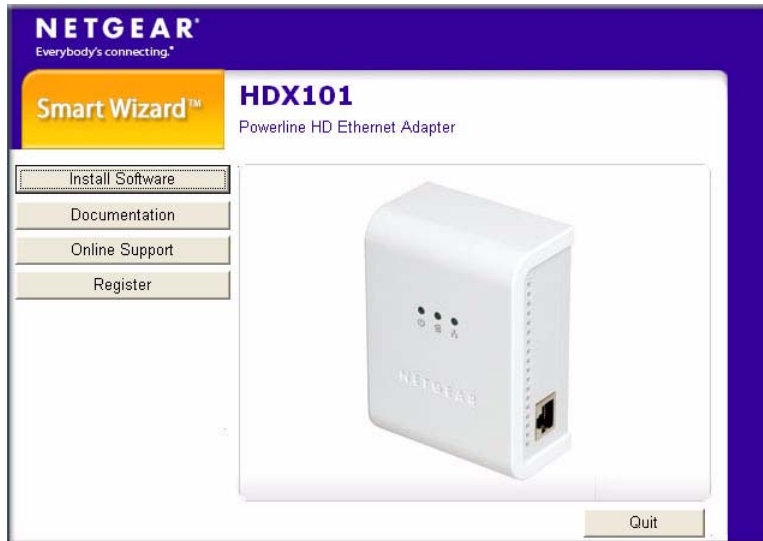 NETGEAR®
Everybody's connecting.®
Smart Wizard™
HDX101
Powerline HD Ethernet Adapter
Install Software
Documentation
Online Support
Register
NETGEAR
Quit